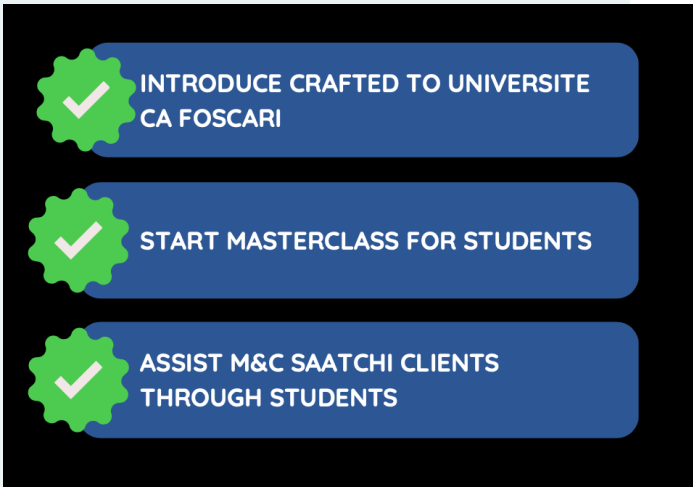 INTRODUCE CRAFTED TO UNIVERSITE
CA FOSCARI
START MASTERCLASS FOR STUDENTS
ASSIST M&C SAATCHI CLIENTS
THROUGH STUDENTS